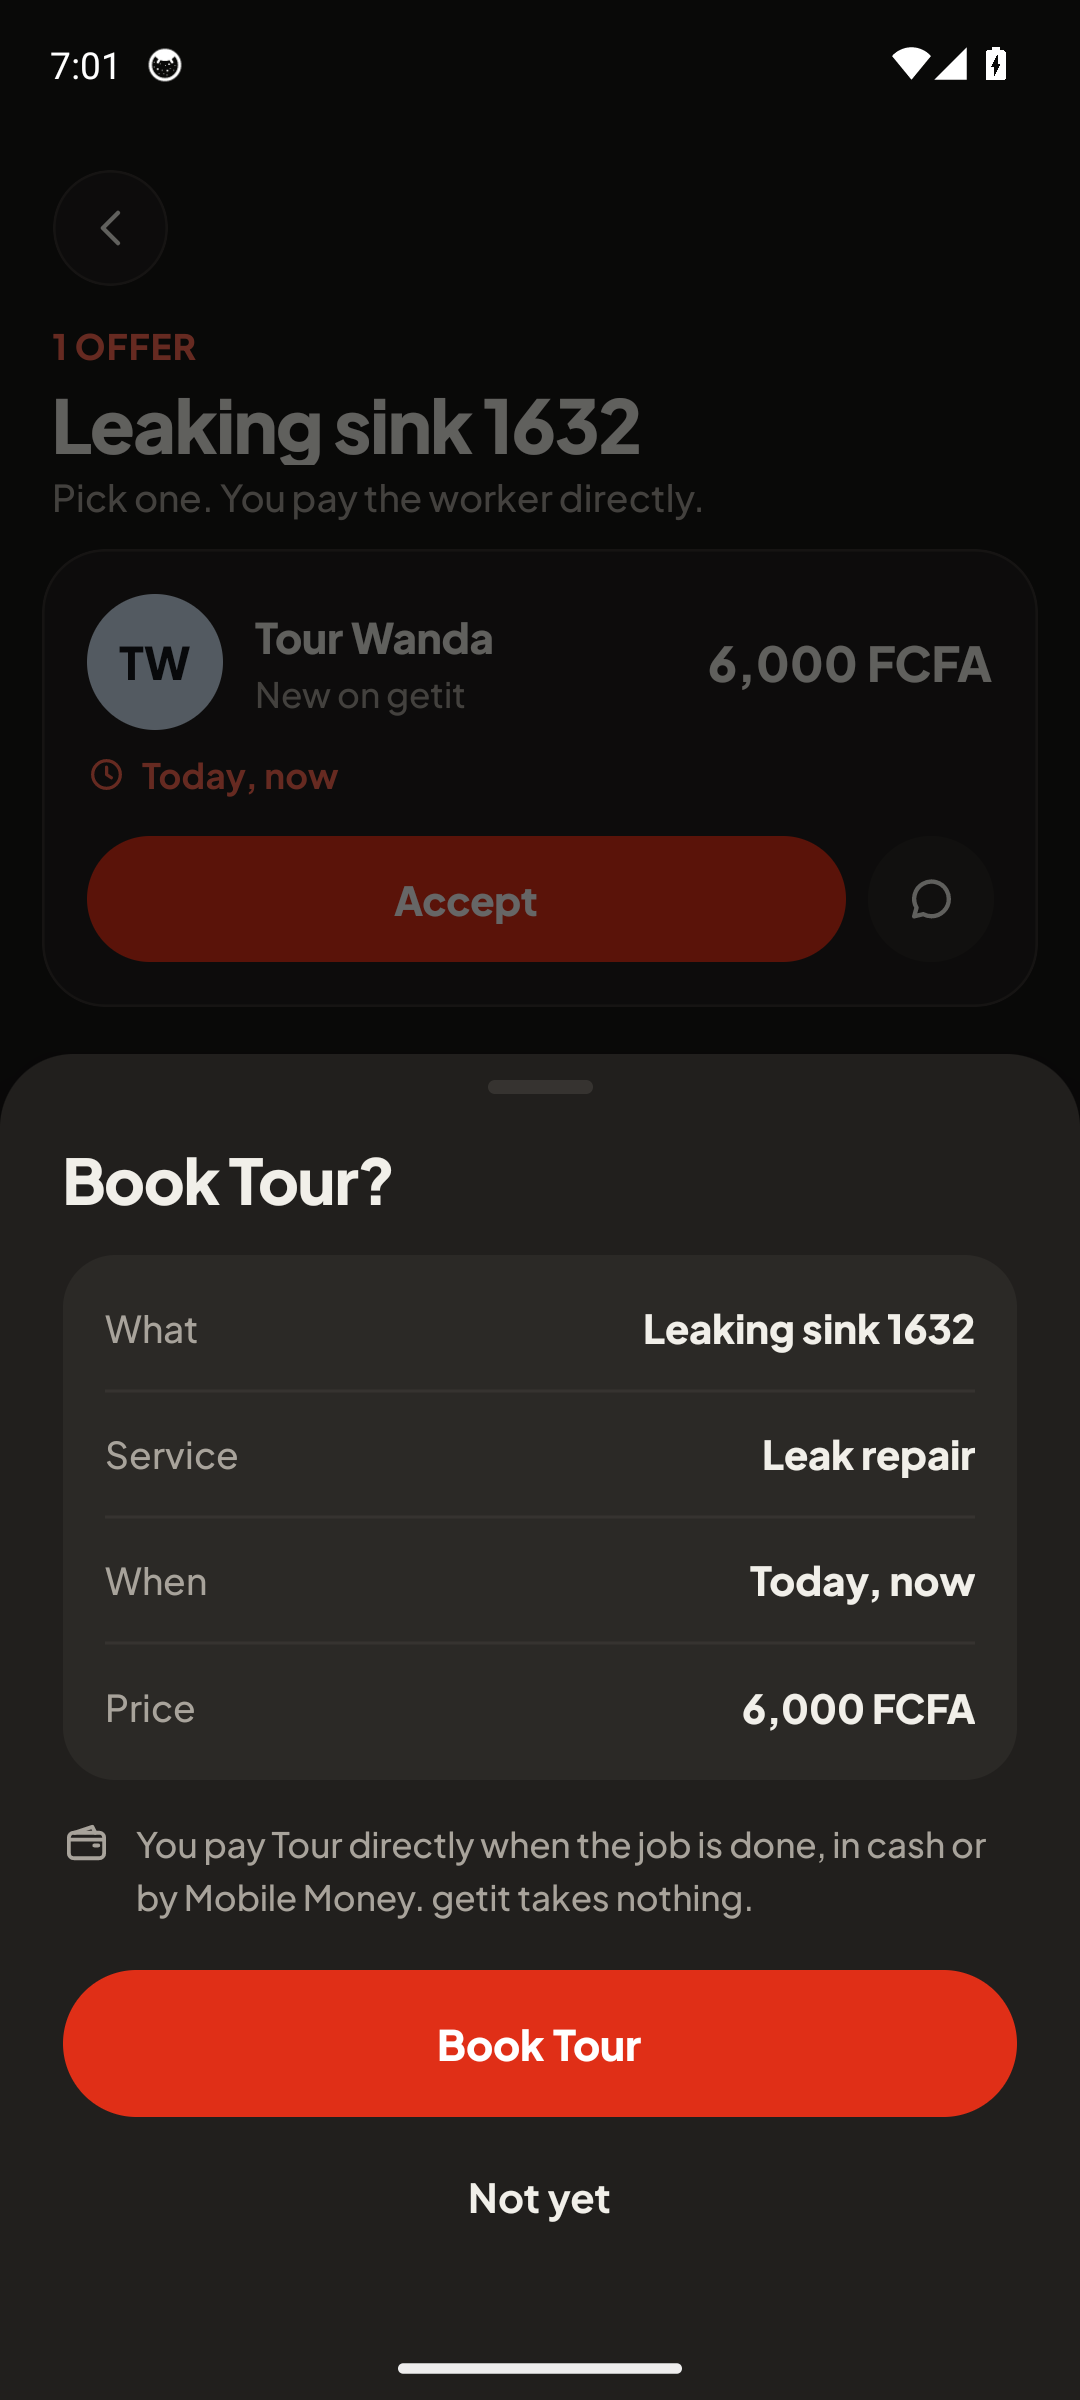 7:01
1 OFFER
Leaking sink 1632
Pick one. You pay the worker directly.
TW
Tour Wanda
New on getit
6,000 FCFA
Today, now
Accept
Book Tour?
What
Leaking sink 1632
Service
Leak repair
When
Today, now
Price
6,000 FCFA
You pay Tour directly when the job is done, in cash or
by Mobile Money. getit takes nothing.
Book Tour
Not yet